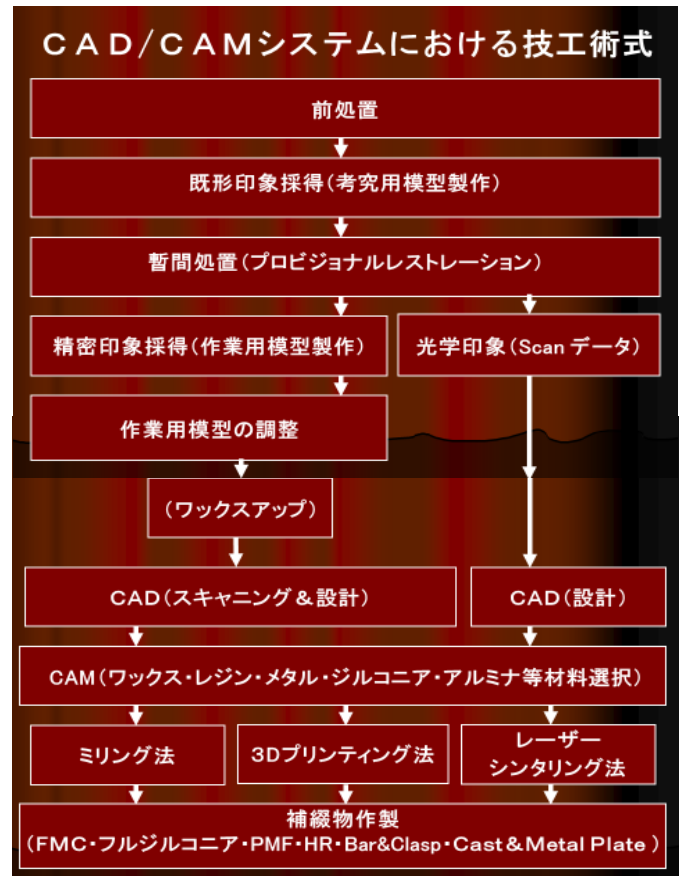 CAD/CAMシステムにおける技工術式
前処置
既形印象採得(考究用模型製作)
暫間処置(プロビジョナルレストレーション)
精密印象採得(作業用模型製作)
光学印象(Scan データ)
作業用模型の調整
(ワックスアップ)
CAD(スキャニング&設計)
CAD(設計)
CAM(ワックス・レジン・メタル・ジルコニア・アルミナ等材料選択)
ミリング法
3Dプリンティング法
レーザー
シンタリング法
補綴物作製
(FMC・フルジルコニア・PMF・HR・Bar&Clasp・Cast&Metal Plate )